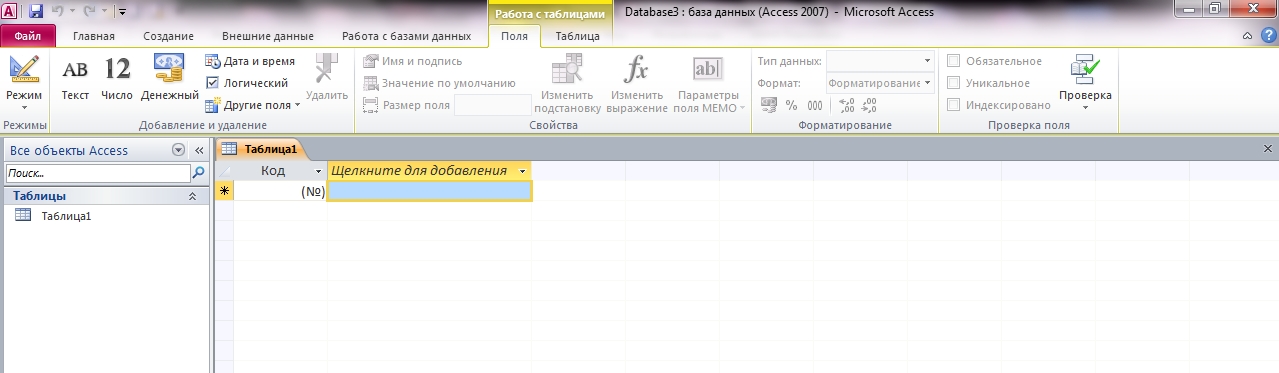 Работа с таблицами
Database3 : база данных (Access 2007) - Microsoft Access
Файл Главная Создание Внешние данные Работа с базами данных Поля Таблица
Режим
AB Текст
12 Число
Денежный
Дата и время
Логический
Другие поля
Удалить
Имя и подпись
Значение по умолчанию
Размер поля
Изменить подстановку
fx Изменить выражение
ab| Параметры поля МЕМО
Тип данных:
Формат: Форматирование
% 000 ,00 ,0
Обязательное
Уникальное
Индексировано
Проверка
Режимы Добавление и удаление Свойства Форматирование Проверка поля
Все объекты Access «
Поиск...
Таблицы
Таблица1
Таблица1
Код Щелкните для добавления
* (№)